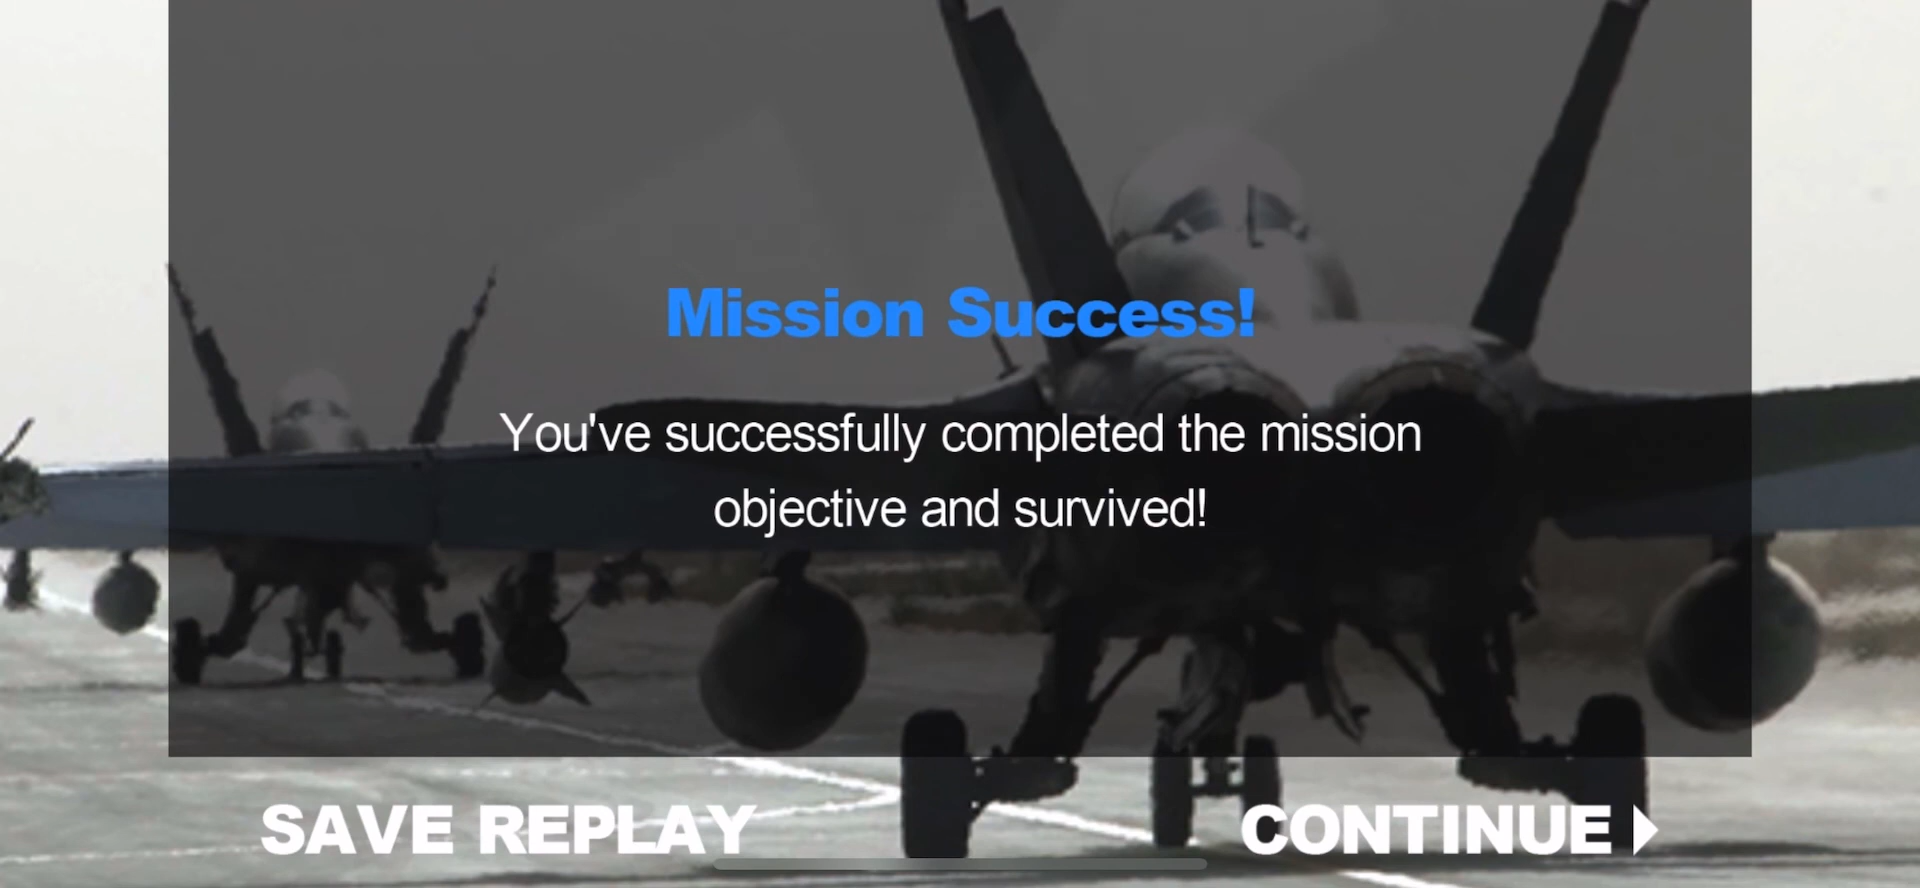 Mission Success!
You've successfully completed the mission
objective and survived!
SAVE REPLAY
CONTINUE